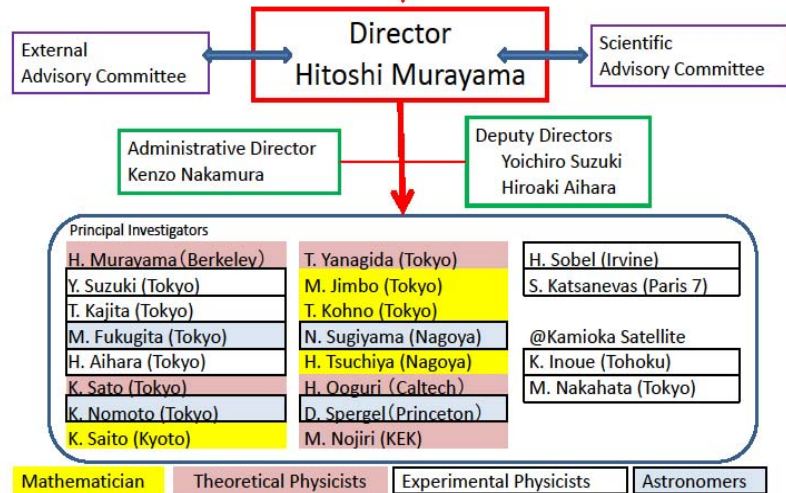 External
Advisory Committee
Director
Hitoshi Murayama
Scientific
Advisory Committee
Administrative Director
Kenzo Nakamura
Deputy Directors
Yoichiro Suzuki
Hiroaki Aihara
Principal Investigators
H. Murayama（Berkeley）
Y. Suzuki (Tokyo)
T. Kajita (Tokyo)
M. Fukugita (Tokyo)
H. Aihara (Tokyo)
K. Sato (Tokyo)
K. Nomoto (Tokyo)
K. Saito (Kyoto)
T. Yanagida (Tokyo)
M. Jimbo (Tokyo)
T. Kohno (Tokyo)
N. Sugiyama (Nagoya)
H. Tsuchiya (Nagoya)
H. Ooguri（Caltech）
D. Spergel（Princeton）
M. Nojiri (KEK)
H. Sobel (Irvine)
S. Katsanevas (Paris 7)
@Kamioka Satellite
K. Inoue (Tohoku)
M. Nakahata (Tokyo)
Mathematician
Theoretical Physicists
Experimental Physicists
Astronomers